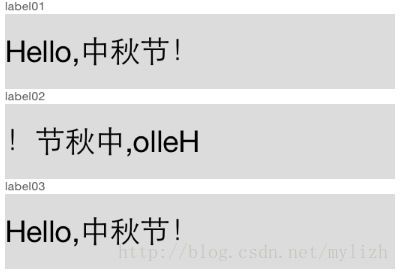 label01
Hello,中秋节！
label02
！节秋中,olleH
label03
Hello,中秋节！
http://blog.csdn.net/mylizh